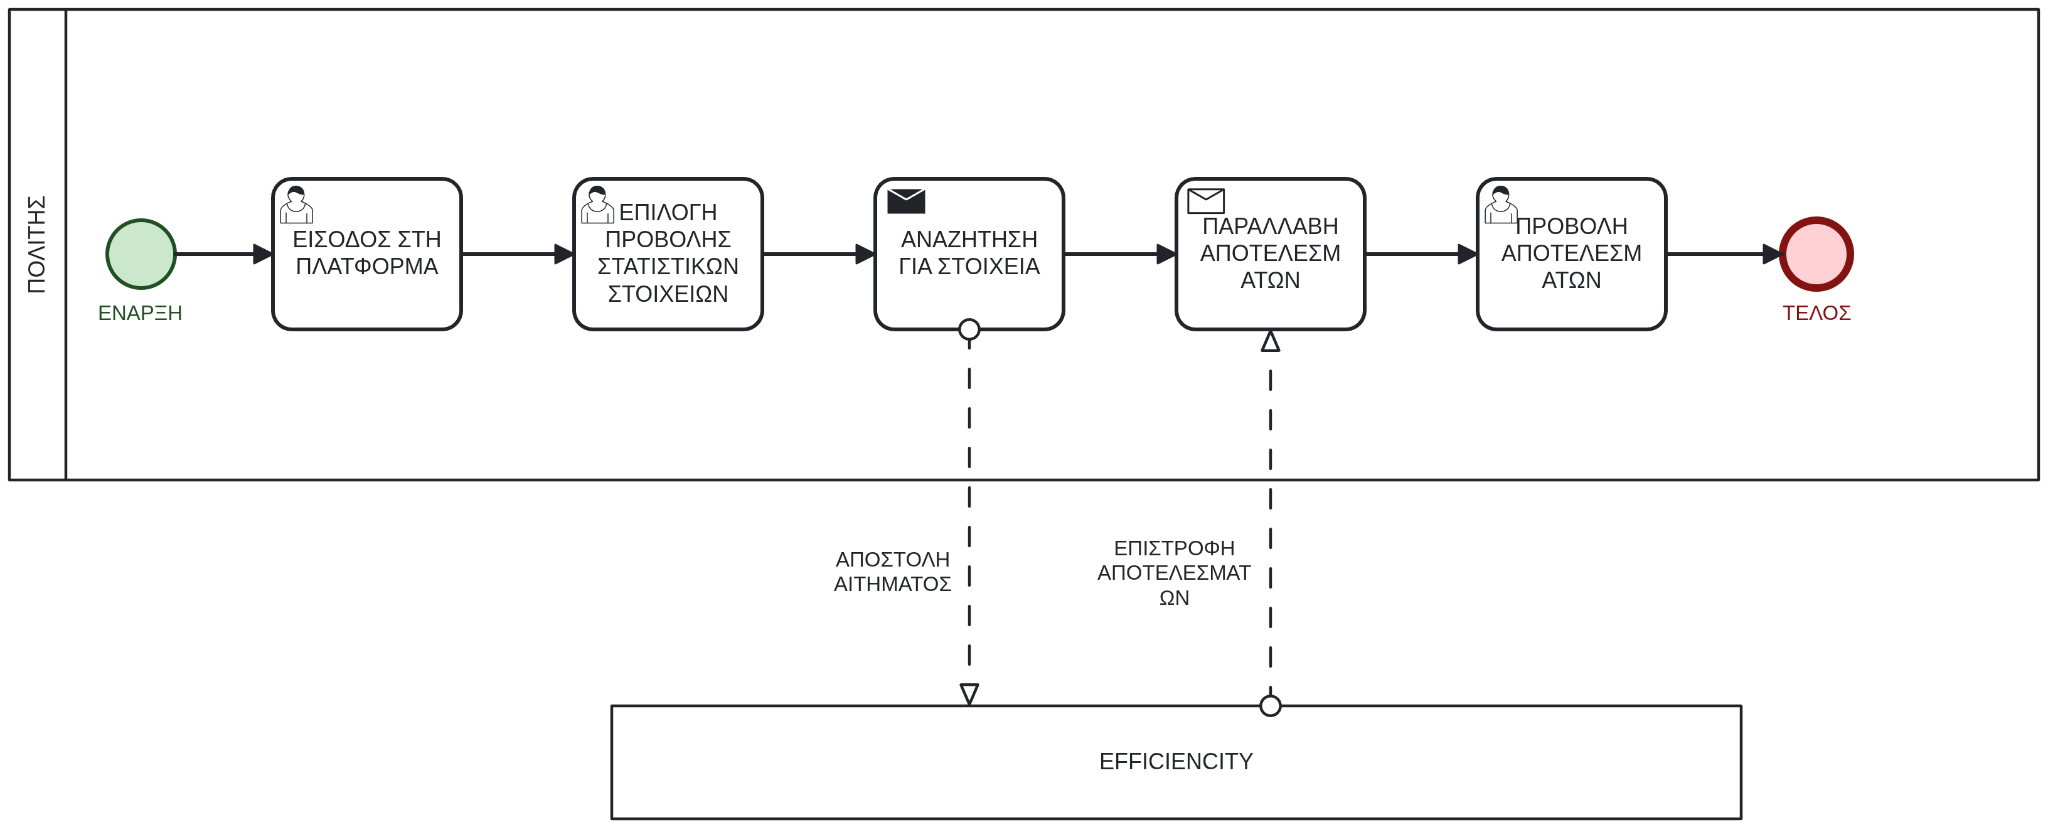 ΠΟΛΙΤΗΣ
ΕΝΑΡΞΗ
ΕΙΣΟΔΟΣ ΣΤΗ
ΠΛΑΤΦΟΡΜΑ
ΕΠΙΛΟΓΗ
ΠΡΟΒΟΛΗΣ
ΣΤΑΤΙΣΤΙΚΩΝ
ΣΤΟΙΧΕΙΩΝ
ΑΝΑΖΗΤΗΣΗ
ΓΙΑ ΣΤΟΙΧΕΙΑ
ΠΑΡΑΛΛΑΒΗ
ΑΠΟΤΕΛΕΣΜ
ΑΤΩΝ
ΠΡΟΒΟΛΗ
ΑΠΟΤΕΛΕΣΜ
ΑΤΩΝ
ΤΕΛΟΣ
ΑΠΟΣΤΟΛΗ
ΑΙΤΗΜΑΤΟΣ
ΕΠΙΣΤΡΟΦΗ
ΑΠΟΤΕΛΕΣΜΑΤ
ΩΝ
EFFICIENCITY